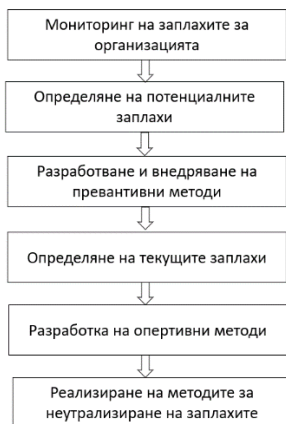 Мониторинг на заплахите за
организацията
Определяне на потенциалните
заплахи
Разработване и внедряване на
превантивни методи
Определяне на текущите заплахи
Разработка на опертивни методи
Реализиране на методите за
неутрализиране на заплахите